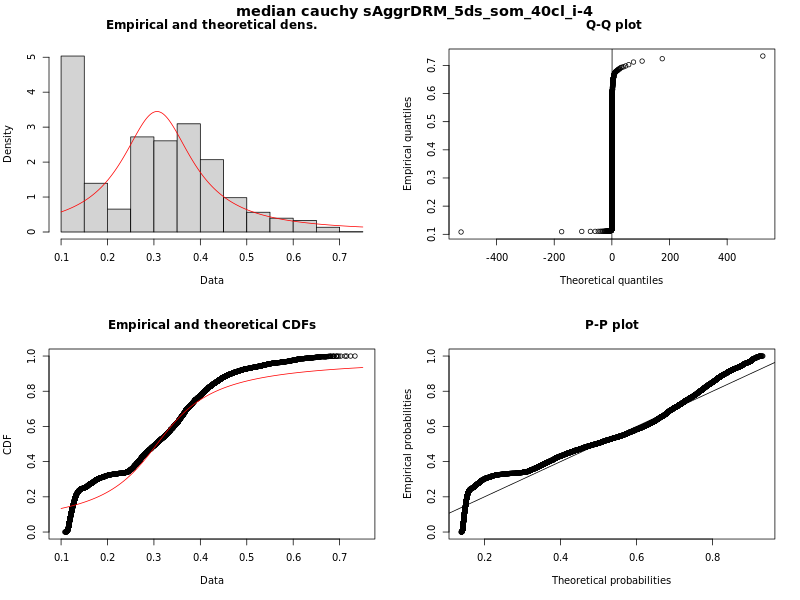 median cauchy sAggrDRM_5ds_som_40cl_i-4
Empirical and theoretical dens.
Density
0 1 2 3 4 5
0.1 0.2 0.3 0.4 0.5 0.6 0.7
Data
Q-Q plot
Empirical quantiles
0.1 0.2 0.3 0.4 0.5 0.6 0.7
-400 -200 0 200 400
Theoretical quantiles
Empirical and theoretical CDFs
CDF
0.0 0.2 0.4 0.6 0.8 1.0
0.1 0.2 0.3 0.4 0.5 0.6 0.7
Data
P-P plot
Empirical probabilities
0.0 0.2 0.4 0.6 0.8 1.0
0.2 0.4 0.6 0.8
Theoretical probabilities